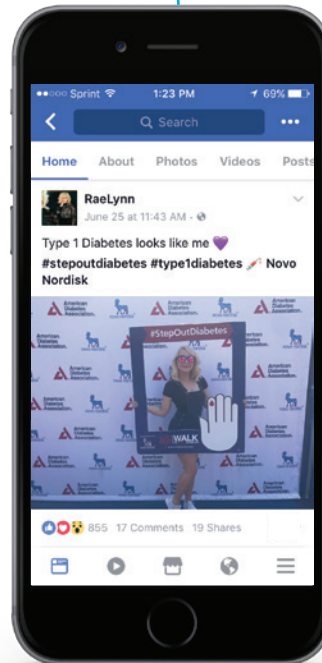 ●●○○○ Sprint 1:23 PM 69%
Search
Home About Photos Videos Posts
RaeLynn
June 25 at 11:43 AM
Type 1 Diabetes looks like me 💜
#stepoutdiabetes #type1diabetes 💉 Novo
Nordisk
American Diabetes Association.
#StepOutDiabetes
WALK
855 17 Comments 19 Shares